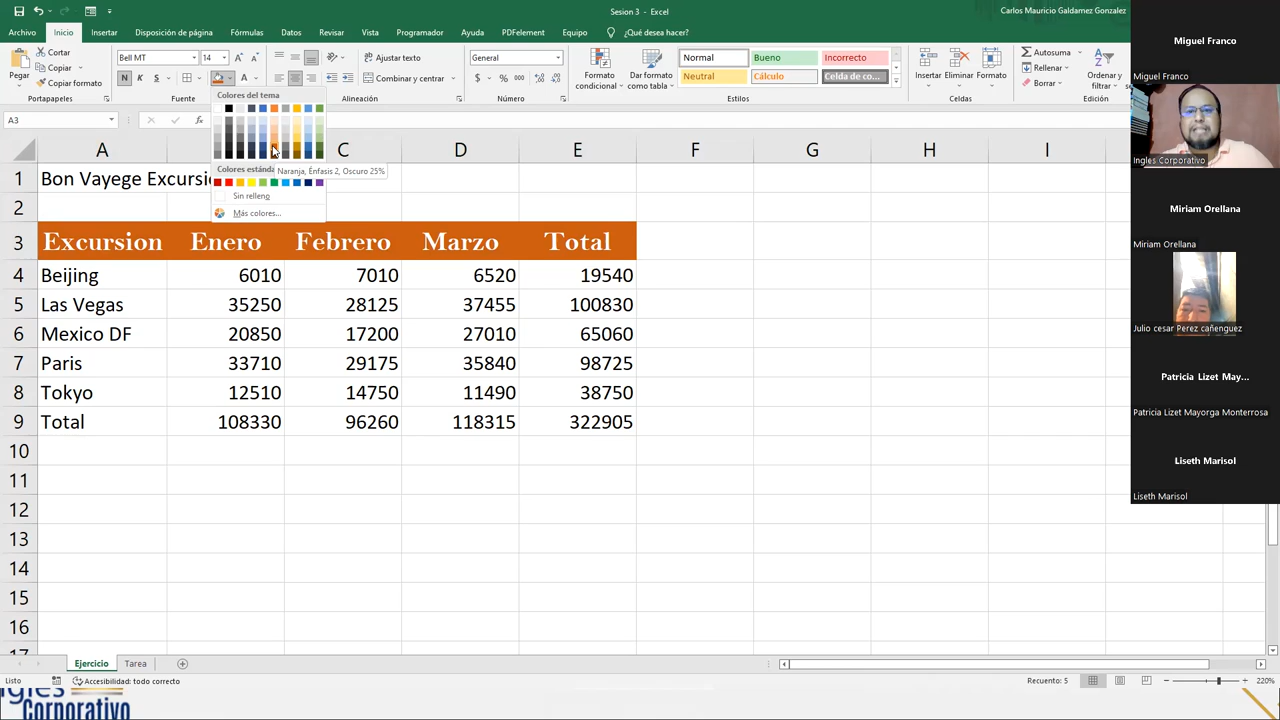 Sesion 3 - Excel
Carlos Mauricio Galdamez Gonzalez
Archivo Inicio Insertar Disposición de página Fórmulas Datos Revisar Vista Programador Ayuda PDFelement Equipo ¿Qué desea hacer?
Pegar
Cortar
Copiar
Copiar formato
Portapapeles
Bell MT 14
N K S
Fuente
Ajustar texto
Combinar y centrar
Alineación
General
$ % 000
Número
Formato condicional
Dar formato como tabla
Normal Bueno Incorrecto
Neutral Cálculo Celda de co...
Estilos
Insertar Eliminar Formato
Celdas
Autosuma
Rellenar
Borrar
Ordenar y filtrar
A3
fx
Colores del tema
Naranja, Énfasis 2, Oscuro 25%
Colores estánda
Sin relleno
Más colores...
A C D E F G H I
1 Bon Vayege Excursi
2
3 Excursion Enero Febrero Marzo Total
4 Beijing 6010 7010 6520 19540
5 Las Vegas 35250 28125 37455 100830
6 Mexico DF 20850 17200 27010 65060
7 Paris 33710 29175 35840 98725
8 Tokyo 12510 14750 11490 38750
9 Total 108330 96260 118315 322905
10
11
12
13
14
15
16
17
Ejercicio Tarea
Listo
Accesibilidad: todo correcto
Recuento: 5
220%
Ingles
Corporativo
Miguel Franco
Miguel Franco
Ingles Corporativo
Miriam Orellana
Miriam Orellana
Julio cesar Perez cañenguez
Patricia Lizet May...
Patricia Lizet Mayorga Monterrosa
Liseth Marisol
Liseth Marisol